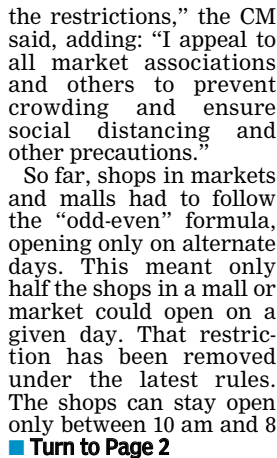 the restrictions,” the CM
said, adding: “I appeal to
all market associations
and others to prevent
crowding and ensure
social distancing and
other precautions.”
So far, shops in markets
and malls had to follow
the “odd-even” formula,
opening only on alternate
days. This meant only
half the shops in a mall or
market could open on a
given day. That restric-
tion has been removed
under the latest rules.
The shops can stay open
only between 10 am and 8
■ Turn to Page 2